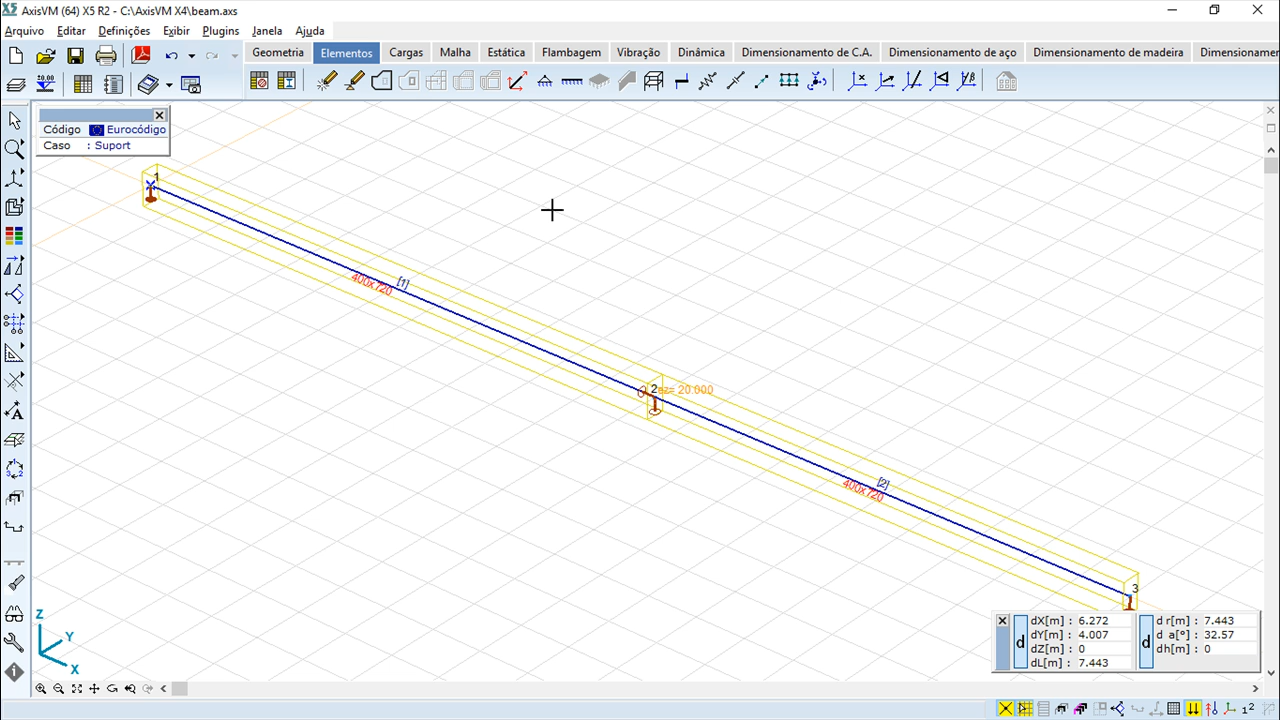 AxisVM (64) X5 R2 - C:\AxisVM X4\beam.axs
Arquivo Editar Definições Exibir Plugins Janela Ajuda
Geometria Elementos Cargas Malha Estática Flambagem Vibração Dinâmica Dimensionamento de C.A. Dimensionamento de aço Dimensionamento de madeira Dimensioname
Código Eurocódigo
Caso : Suport
1
[1]
400x720
2 ez= 20.000
[2]
400x720
3
Z
Y
X
d
dX[m] : 6.272
dY[m] : 4.007
dZ[m] : 0
dL[m] : 7.443
d
d r[m] : 7.443
d a[°] : 32.57
dh[m] : 0